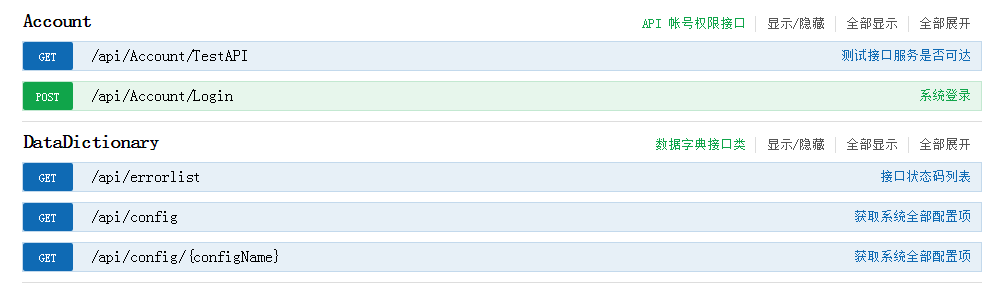 Account API 帐号权限接口 显示/隐藏 全部显示 全部展开
GET /api/Account/TestAPI 测试接口服务是否可达
POST /api/Account/Login 系统登录
DataDictionary 数据字典接口类 显示/隐藏 全部显示 全部展开
GET /api/errorlist 接口状态码列表
GET /api/config 获取系统全部配置项
GET /api/config/{configName} 获取系统全部配置项